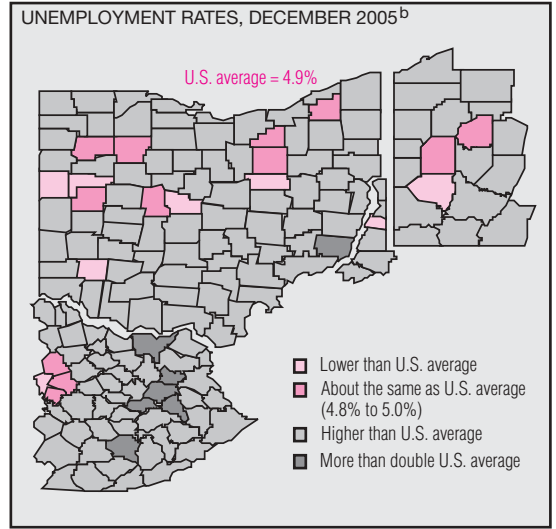 UNEMPLOYMENT RATES, DECEMBER 2005b
U.S. average = 4.9%
Lower than U.S. average
About the same as U.S. average
(4.8% to 5.0%)
Higher than U.S. average
More than double U.S. average